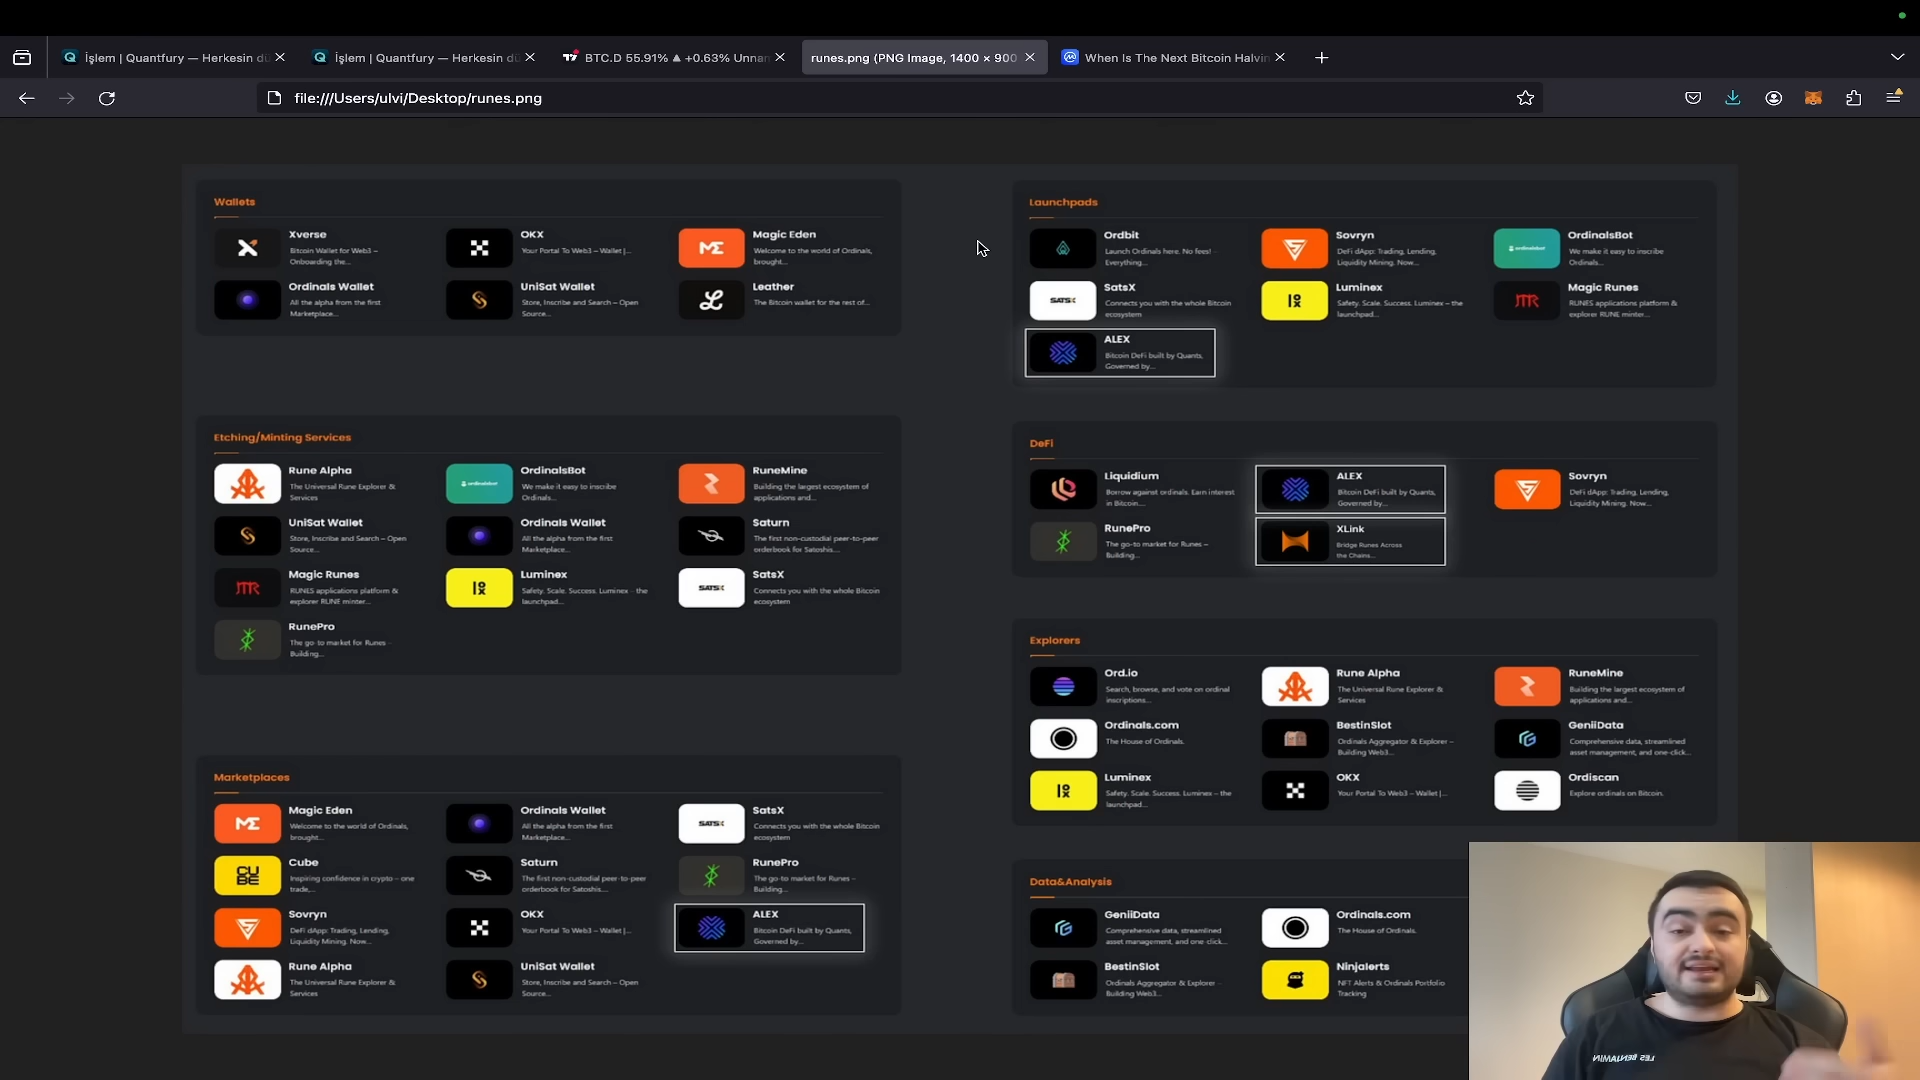 İşlem | Quantfury — Herkesin dü
İşlem | Quantfury — Herkesin dü
BTC.D 55.91% ▲ +0.63% Unnan
runes.png (PNG Image, 1400 × 900
When Is The Next Bitcoin Halvin
file:///Users/ulvi/Desktop/runes.png
Wallets
Xverse
Bitcoin Wallet for Web3 –
Onboarding the...
OKX
Your Portal To Web3 – Wallet |...
Magic Eden
Welcome to the world of Ordinals,
brought...
Ordinals Wallet
All the alpha from the first
Marketplace...
UniSat Wallet
Store, Inscribe and Search – Open
Source...
Leather
The Bitcoin wallet for the rest of...
Etching/Minting Services
Rune Alpha
The Universal Rune Explorer &
Services
OrdinalsBot
We make it easy to inscribe
Ordinals...
RuneMine
Building the largest ecosystem of
applications and...
UniSat Wallet
Store, Inscribe and Search – Open
Source...
Ordinals Wallet
All the alpha from the first
Marketplace...
Saturn
The first non-custodial peer-to-peer
orderbook for Satoshis...
Magic Runes
RUNES applications platform &
explorer RUNE minter...
Luminex
Safety. Scale. Success. Luminex – the
launchpad...
SatsX
Connects you with the whole Bitcoin
ecosystem
RunePro
The go-to market for Runes –
Building...
Marketplaces
Magic Eden
Welcome to the world of Ordinals,
brought...
Ordinals Wallet
All the alpha from the first
Marketplace...
SatsX
Connects you with the whole Bitcoin
ecosystem
Cube
Inspiring confidence in crypto – one
trade,...
Saturn
The first non-custodial peer-to-peer
orderbook for Satoshis...
RunePro
The go-to market for Runes –
Building...
Sovryn
DeFi dApp: Trading, Lending,
Liquidity Mining. Now...
OKX
Your Portal To Web3 – Wallet |...
ALEX
Bitcoin DeFi built by Quants,
Governed by...
Rune Alpha
The Universal Rune Explorer &
Services
UniSat Wallet
Store, Inscribe and Search – Open
Source...
Launchpads
Ordbit
Launch Ordinals here. No fees!
Everything...
Sovryn
DeFi dApp: Trading, Lending,
Liquidity Mining. Now...
OrdinalsBot
We make it easy to inscribe
Ordinals...
SatsX
Connects you with the whole Bitcoin
ecosystem
Luminex
Safety. Scale. Success. Luminex – the
launchpad...
Magic Runes
RUNES applications platform &
explorer RUNE minter...
ALEX
Bitcoin DeFi built by Quants,
Governed by...
DeFi
Liquidium
Borrow against ordinals. Earn interest
in Bitcoin...
ALEX
Bitcoin DeFi built by Quants,
Governed by...
Sovryn
DeFi dApp: Trading, Lending,
Liquidity Mining. Now...
RunePro
The go-to market for Runes –
Building...
XLink
Bridge Runes Across
the Chains...
Explorers
Ord.io
Search, browse, and vote on ordinal
inscriptions...
Rune Alpha
The Universal Rune Explorer &
Services
RuneMine
Building the largest ecosystem of
applications and...
Ordinals.com
The House of Ordinals.
BestinSlot
Ordinals Aggregator & Explorer –
Building Web3...
GeniiData
Comprehensive data, streamlined
asset management, and one-click...
Luminex
Safety. Scale. Success. Luminex – the
launchpad...
OKX
Your Portal To Web3 – Wallet |...
Ordiscan
Explore ordinals on Bitcoin.
Data&Analysis
GeniiData
Comprehensive data, streamlined
asset management, and one-click...
Ordinals.com
The House of Ordinals.
BestinSlot
Ordinals Aggregator & Explorer
Building Web3...
Ninjalerts
NFT Alerts & Ordinals Portfolio
Tracking
LES BENJAMIN